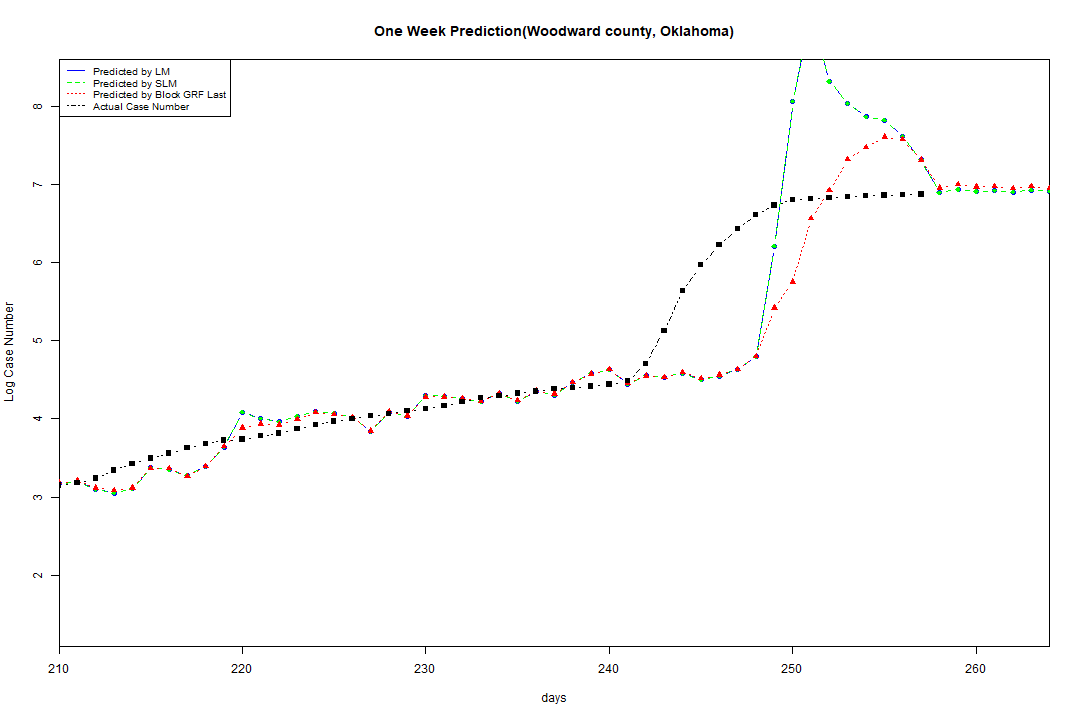 One Week Prediction(Woodward county, Oklahoma)
Predicted by LM
Predicted by SLM
Predicted by Block GRF Last
Actual Case Number
8
7
6
5
4
3
2
Log Case Number
210 220 230 240 250 260
days